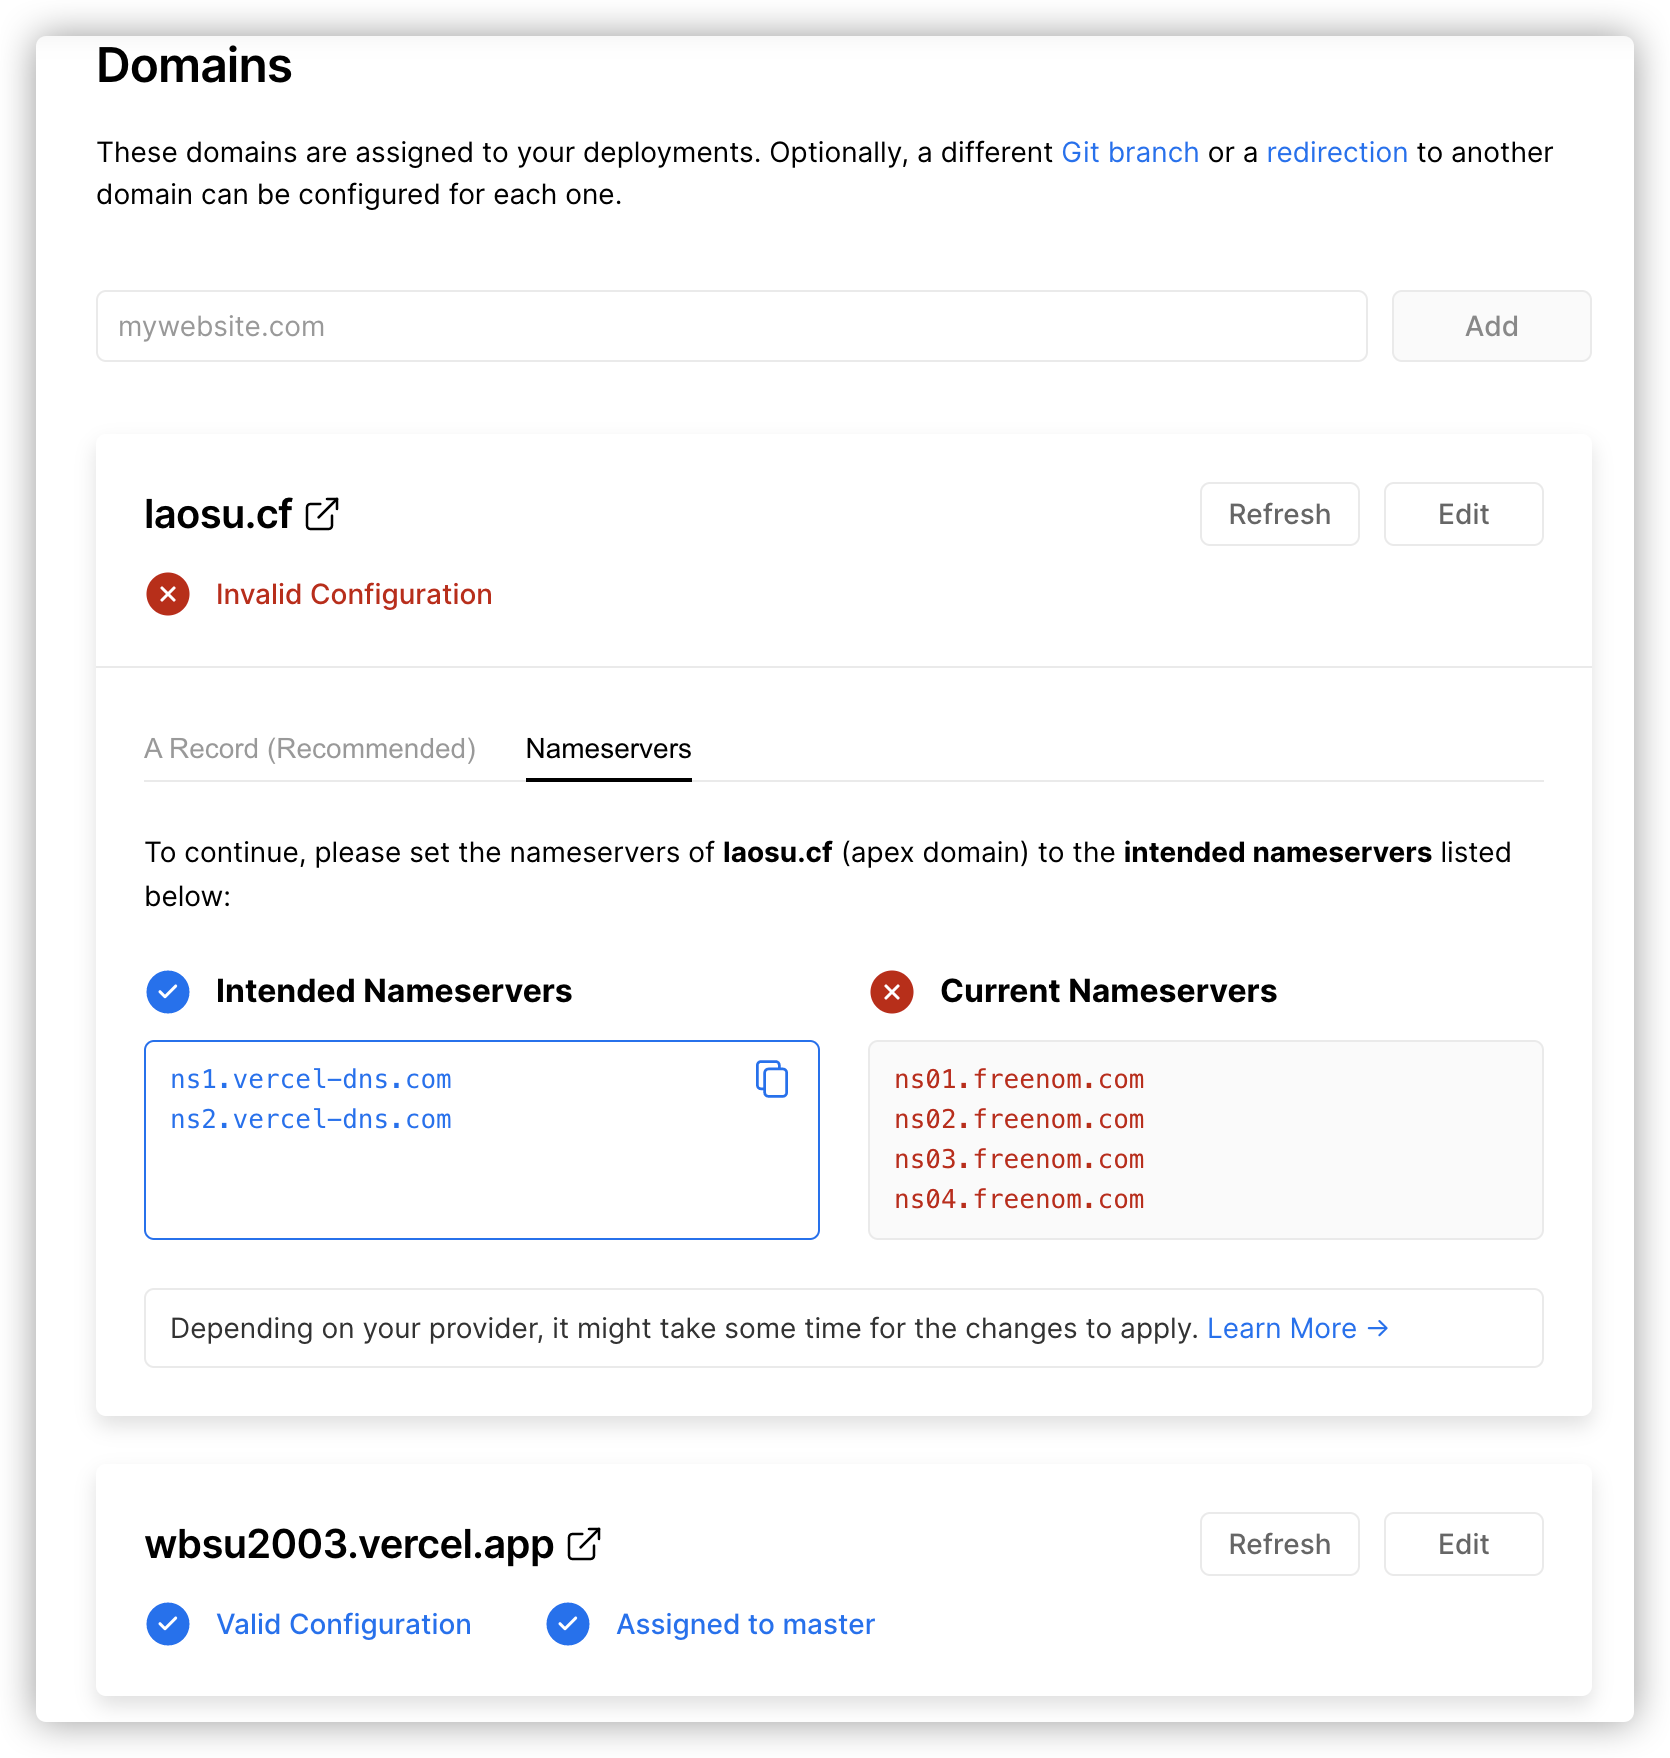 Domains
These domains are assigned to your deployments. Optionally, a different Git branch or a redirection to another
domain can be configured for each one.
mywebsite.com
Add
laosu.cf
Refresh
Edit
Invalid Configuration
A Record (Recommended)
Nameservers
To continue, please set the nameservers of laosu.cf (apex domain) to the intended nameservers listed
below:
Intended Nameservers
ns1.vercel-dns.com
ns2.vercel-dns.com
Current Nameservers
ns01.freenom.com
ns02.freenom.com
ns03.freenom.com
ns04.freenom.com
Depending on your provider, it might take some time for the changes to apply. Learn More →
wbsu2003.vercel.app
Refresh
Edit
Valid Configuration
Assigned to master